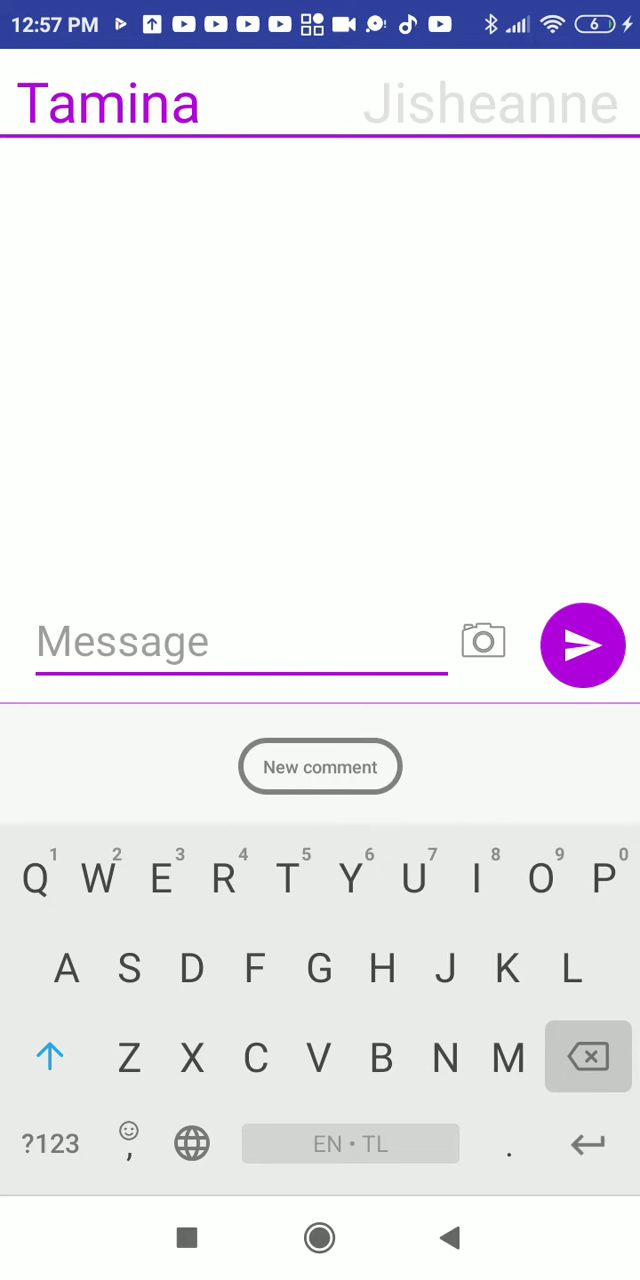 12:57 PM 6
Tamina Jisheanne
Message
New comment
1 2 3 4 5 6 7 8 9 0
Q W E R T Y U I O P
A S D F G H J K L
Z X C V B N M
?123 , EN • TL .